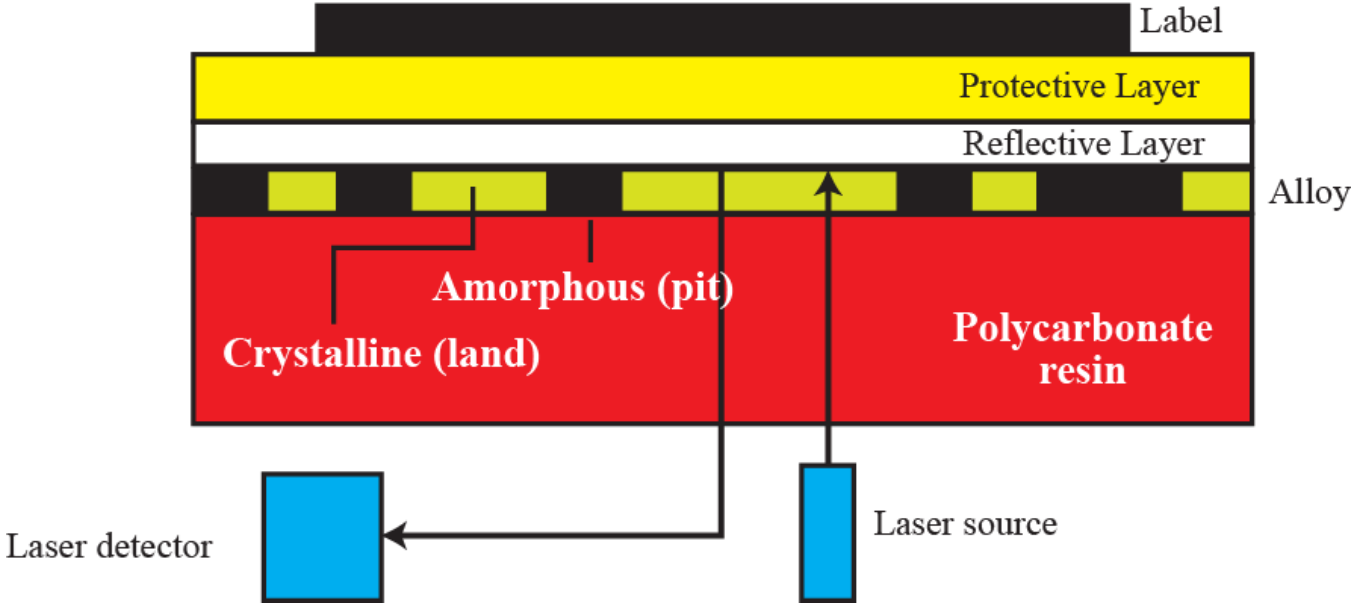 Label
Protective Layer
Reflective Layer
Alloy
Amorphous (pit)
Crystalline (land)
Polycarbonate
resin
Laser detector
Laser source